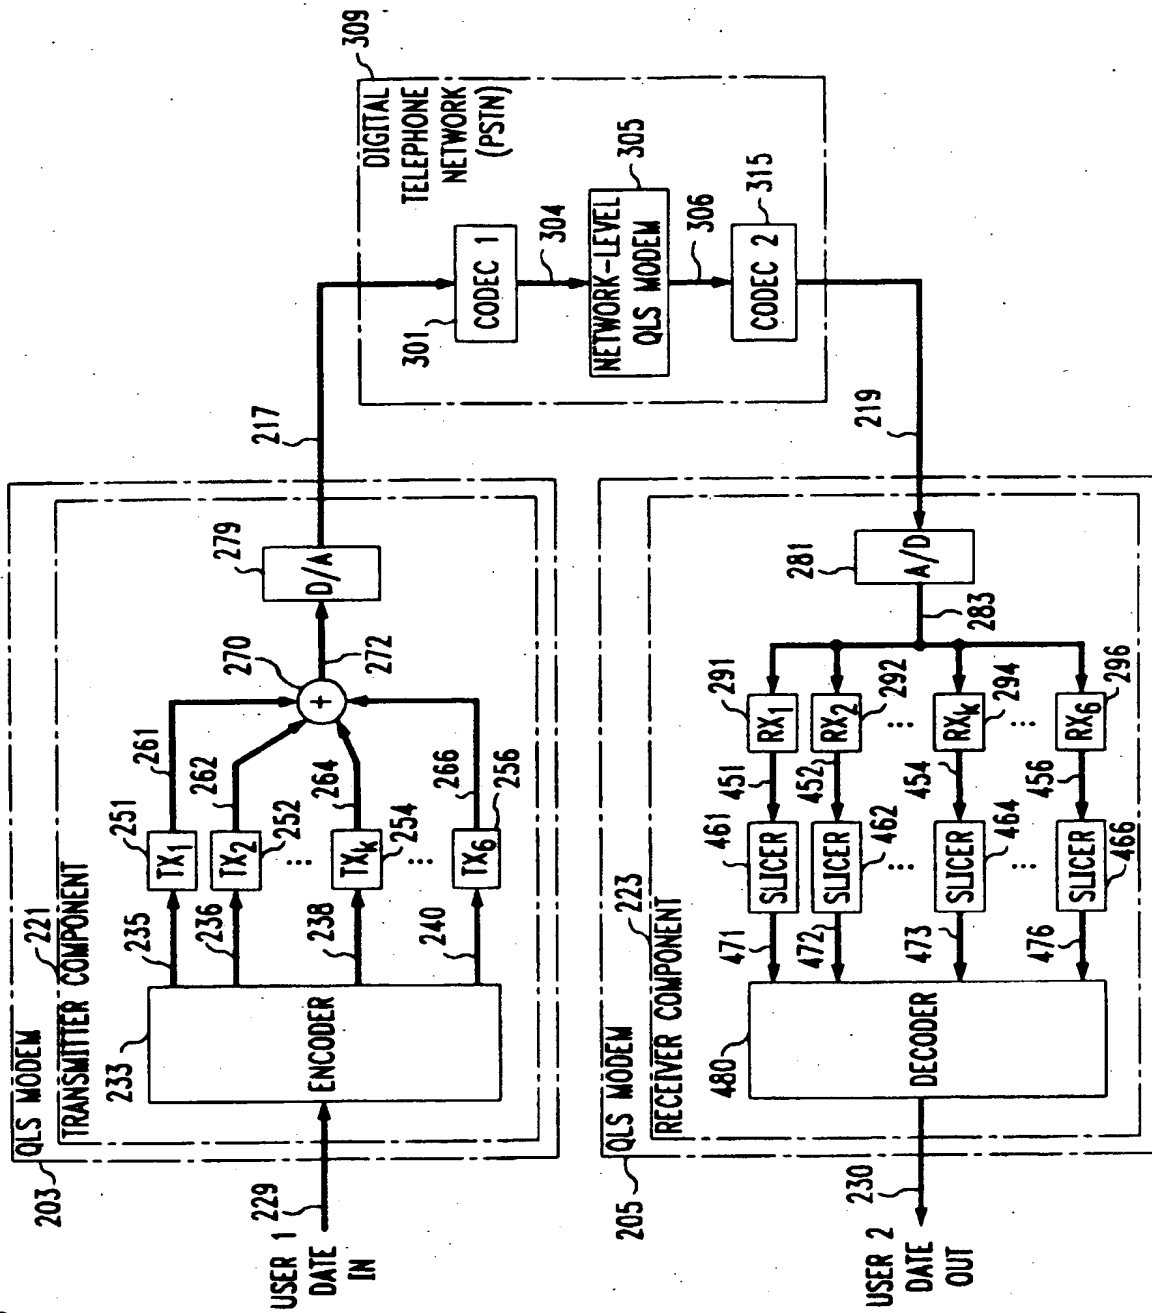 QLS MODEM
203
221
TRANSMITTER COMPONENT
USER 1
DATE
IN
229
233
ENCODER
235
236
238
240
TX1
251
TX2
252
...
TXk
254
...
TX6
256
261
262
264
266
+
270
272
D/A
279
217
DIGITAL
TELEPHONE
NETWORK
(PSTN)
309
CODEC 1
301
304
NETWORK-LEVEL
QLS MODEM
305
306
CODEC 2
315
219
QLS MODEM
205
223
RECEIVER COMPONENT
A/D
281
283
RX1
291
RX2
292
...
RXk
294
...
RX6
296
451
452
454
456
SLICER
461
SLICER
462
...
SLICER
464
...
SLICER
466
471
472
473
476
DECODER
480
230
USER 2
DATE
OUT